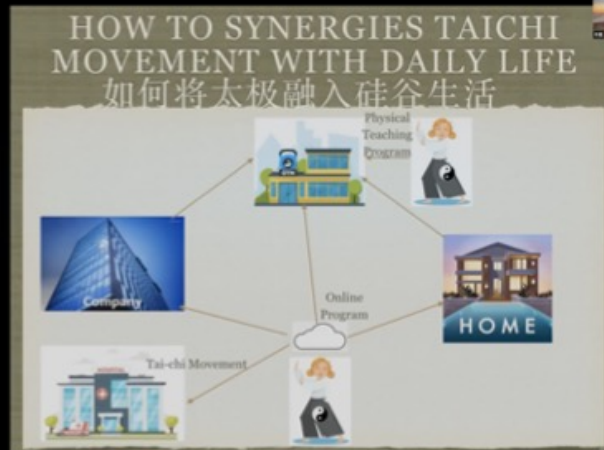 HOW TO SYNERGIES TAICHI
MOVEMENT WITH DAILY LIFE
如何将太极融入硅谷生活
Physical
Teaching
Program
Company
Online
Program
HOME
Tai-chi Movement